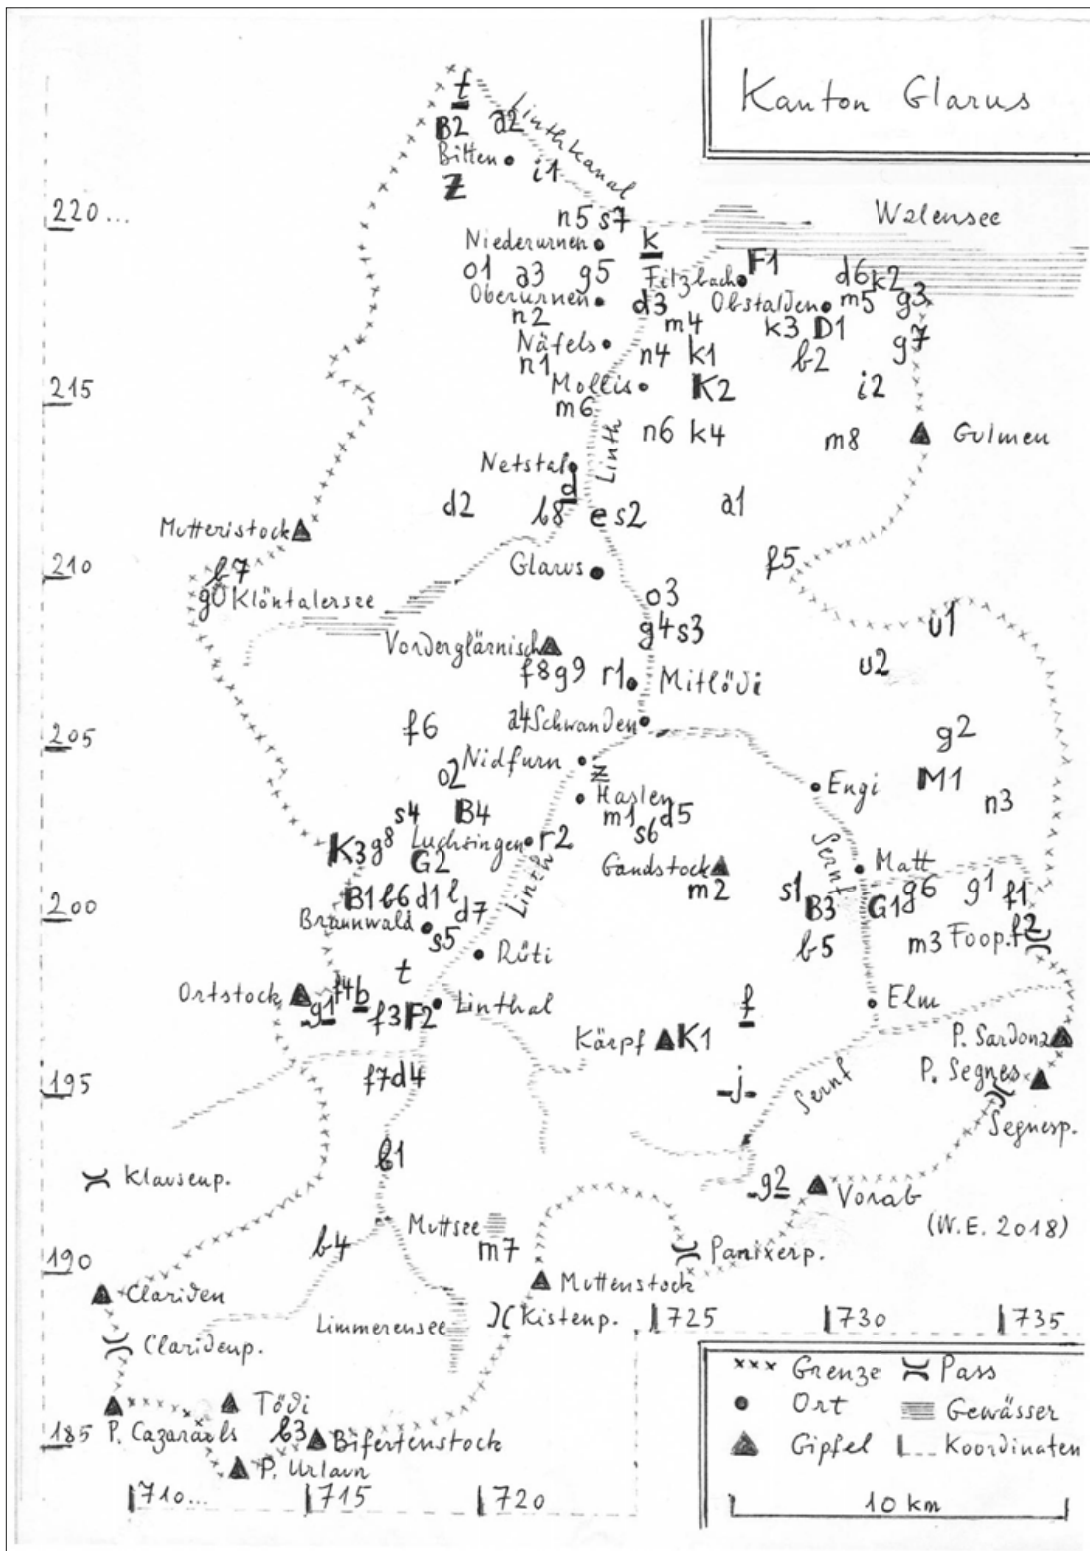 Kanton Glarus
t
B2 a2 Linthkanal
Bilten i1
Z
220... n5 s7 Walensee
Niederurnen k F1
o1 a3 g5 Filzbach d6 k2
Oberurnen d3 Obstalden m5 g3
n2 m4 k3 D1 g7
Näfels n4 k1 b2
n1
215 Mollis K2 i2
m6
n6 k4 m8 Gulmen
Netstal Linth
d
d2 b8 e s2 a1
Mutteristock
210 b7 Glarus f5
g0 Klöntalersee o3
g4 s3 u1
Vorderglärnisch
f8 g9 r1 Mitlödi u2
f6 a4 Schwanden
205 g2
Nidfurn
o2 z Engi M1
Haslen n3
s4 B4 m1 d5
s6
K3 g8 Luchsingen r2 Sernf
G2 Gandstock Matt
B1 b6 d1 l Linth m2 s1 g6 g1 f1
200 d7 B3 G1
Braunwald s5 b5 m3 Foop. f2
t Rüti
Ortstock f4 b Elm
g1 f3 F2 Linthal f
Kärpf K1 P. Sardona
195 f7 d4 j Sernf P. Segnes
Segnesp.
b1
Klausenp. g2 Vorab
Muttsee (W.E. 2018)
b4 m7
190 Panixerp.
Clariden Muttenstock
Limmerensee Kistenp. 725 730 735
Claridenp.
xxx Grenze Pass
Tödi Ort Gewässer
P. Cazarauls
185 b3 Bifertenstock Gipfel Koordinaten
P. Urlaun
710... 715 720 10 km